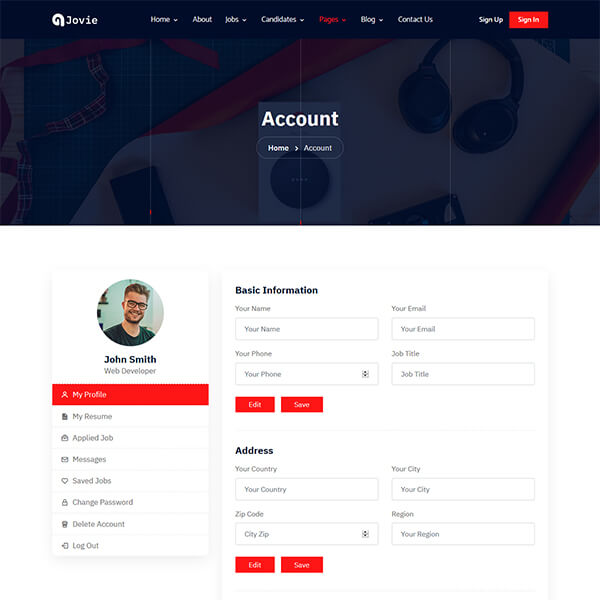 Jovie Home About Jobs Candidates Pages Blog Contact Us Sign Up Sign In
Account
Home > Account
John Smith
Web Developer
My Profile
My Resume
Applied Job
Messages
Saved Jobs
Change Password
Delete Account
Log Out
Basic Information
Your Name Your Email
Your Name Your Email
Your Phone Job Title
Your Phone Job Title
Edit Save
Address
Your Country Your City
Your Country Your City
Zip Code Region
City Zip Your Region
Edit Save